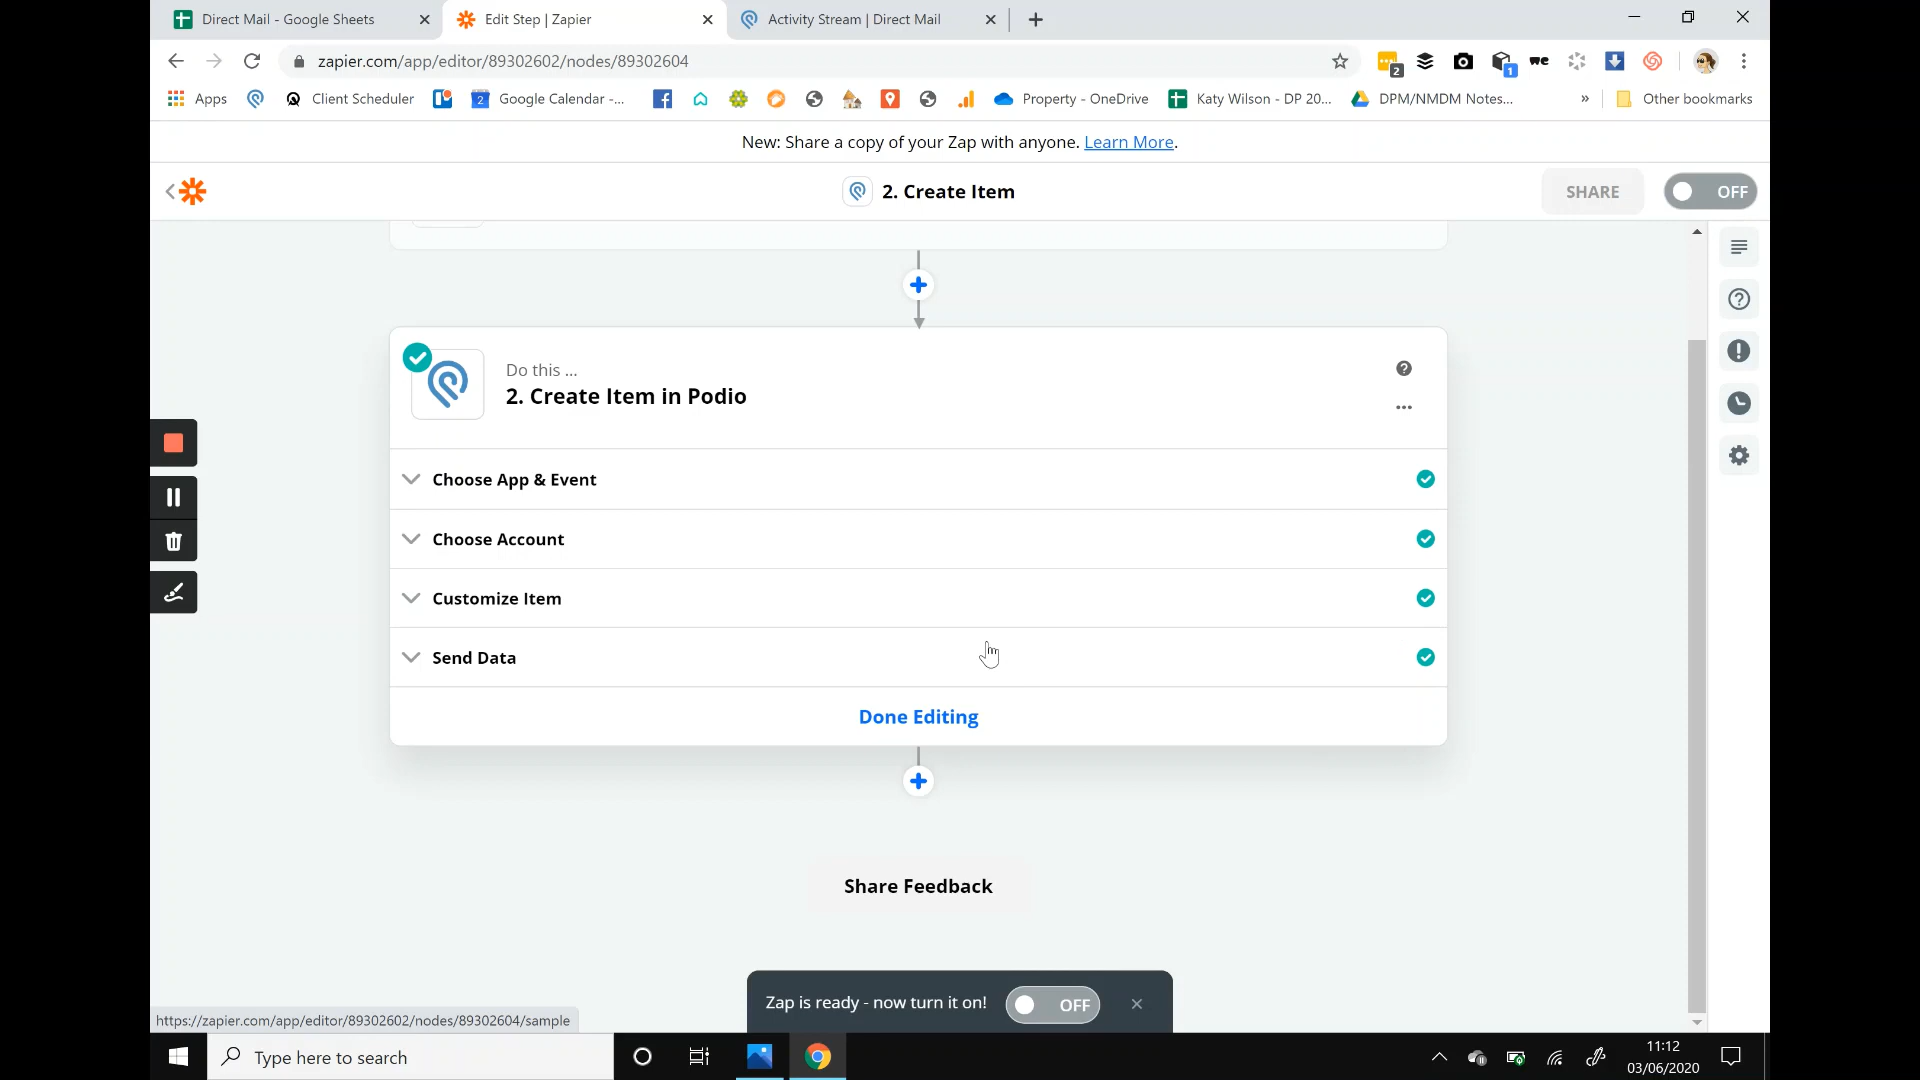 Direct Mail - Google Sheets
Edit Step | Zapier
Activity Stream | Direct Mail
zapier.com/app/editor/89302602/nodes/89302604
2
1
Apps
Client Scheduler
2
Google Calendar -...
Property - OneDrive
Katy Wilson - DP 20...
DPM/NMDM Notes...
»
Other bookmarks
New: Share a copy of your Zap with anyone. Learn More.
2. Create Item
SHARE
OFF
Do this ...
2. Create Item in Podio
Choose App & Event
Choose Account
Customize Item
Send Data
Done Editing
Share Feedback
Zap is ready - now turn it on!
OFF
https://zapier.com/app/editor/89302602/nodes/89302604/sample
Type here to search
11:12
03/06/2020